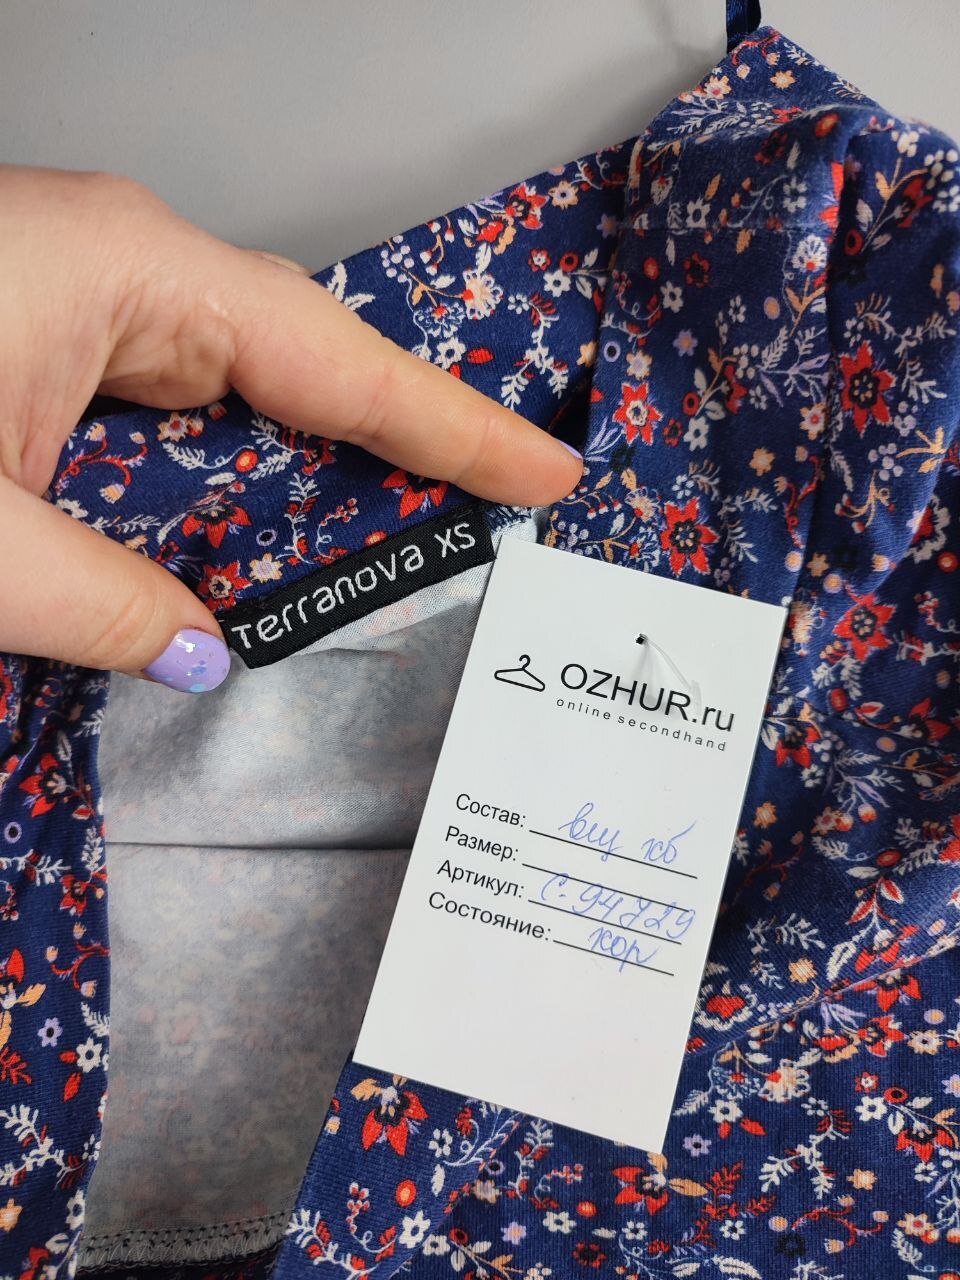 Terranova XS
OZHUR.ru
online secondhand
Состав: виц хб
Размер:
Артикул: С-94729
Состояние: хор